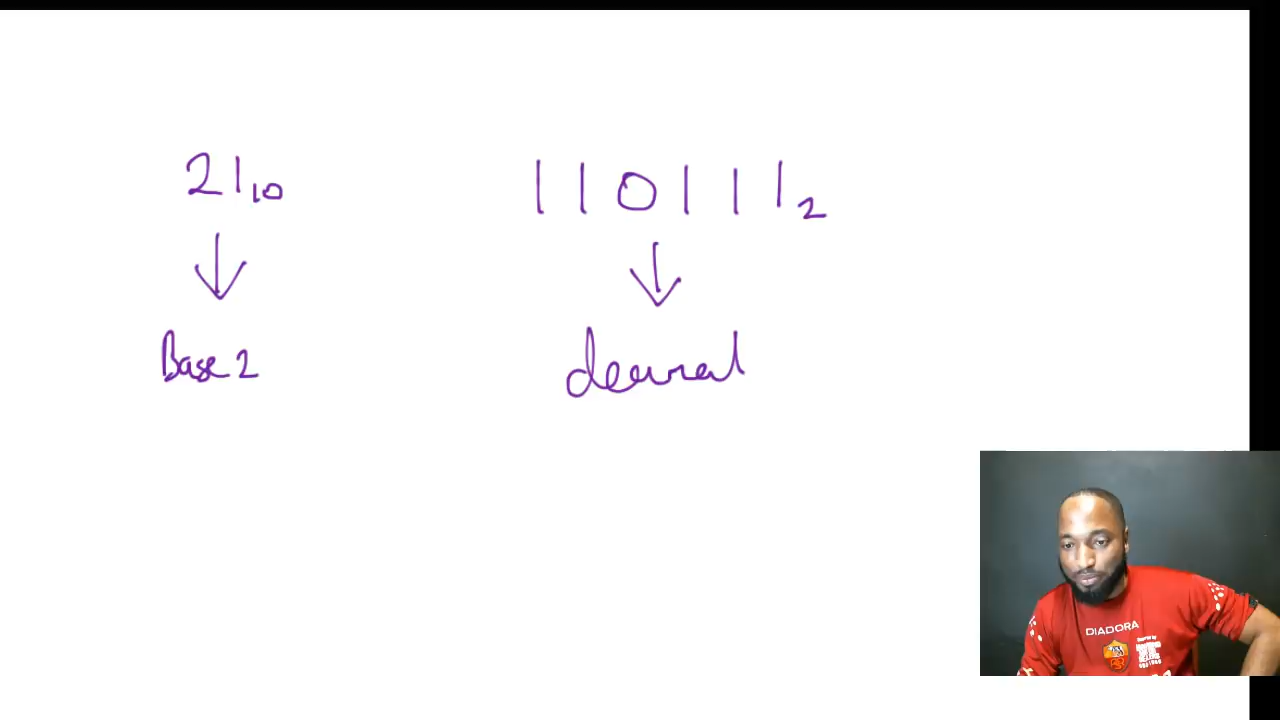 21₁₀ 110111₂
↓ ↓
Base 2 decimal
DIADORA